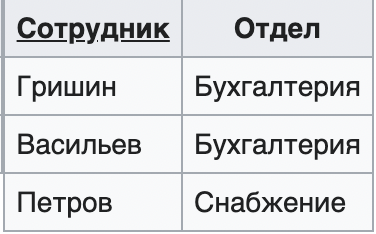 Сотрудник Отдел
Гришин Бухгалтерия
Васильев Бухгалтерия
Петров Снабжение